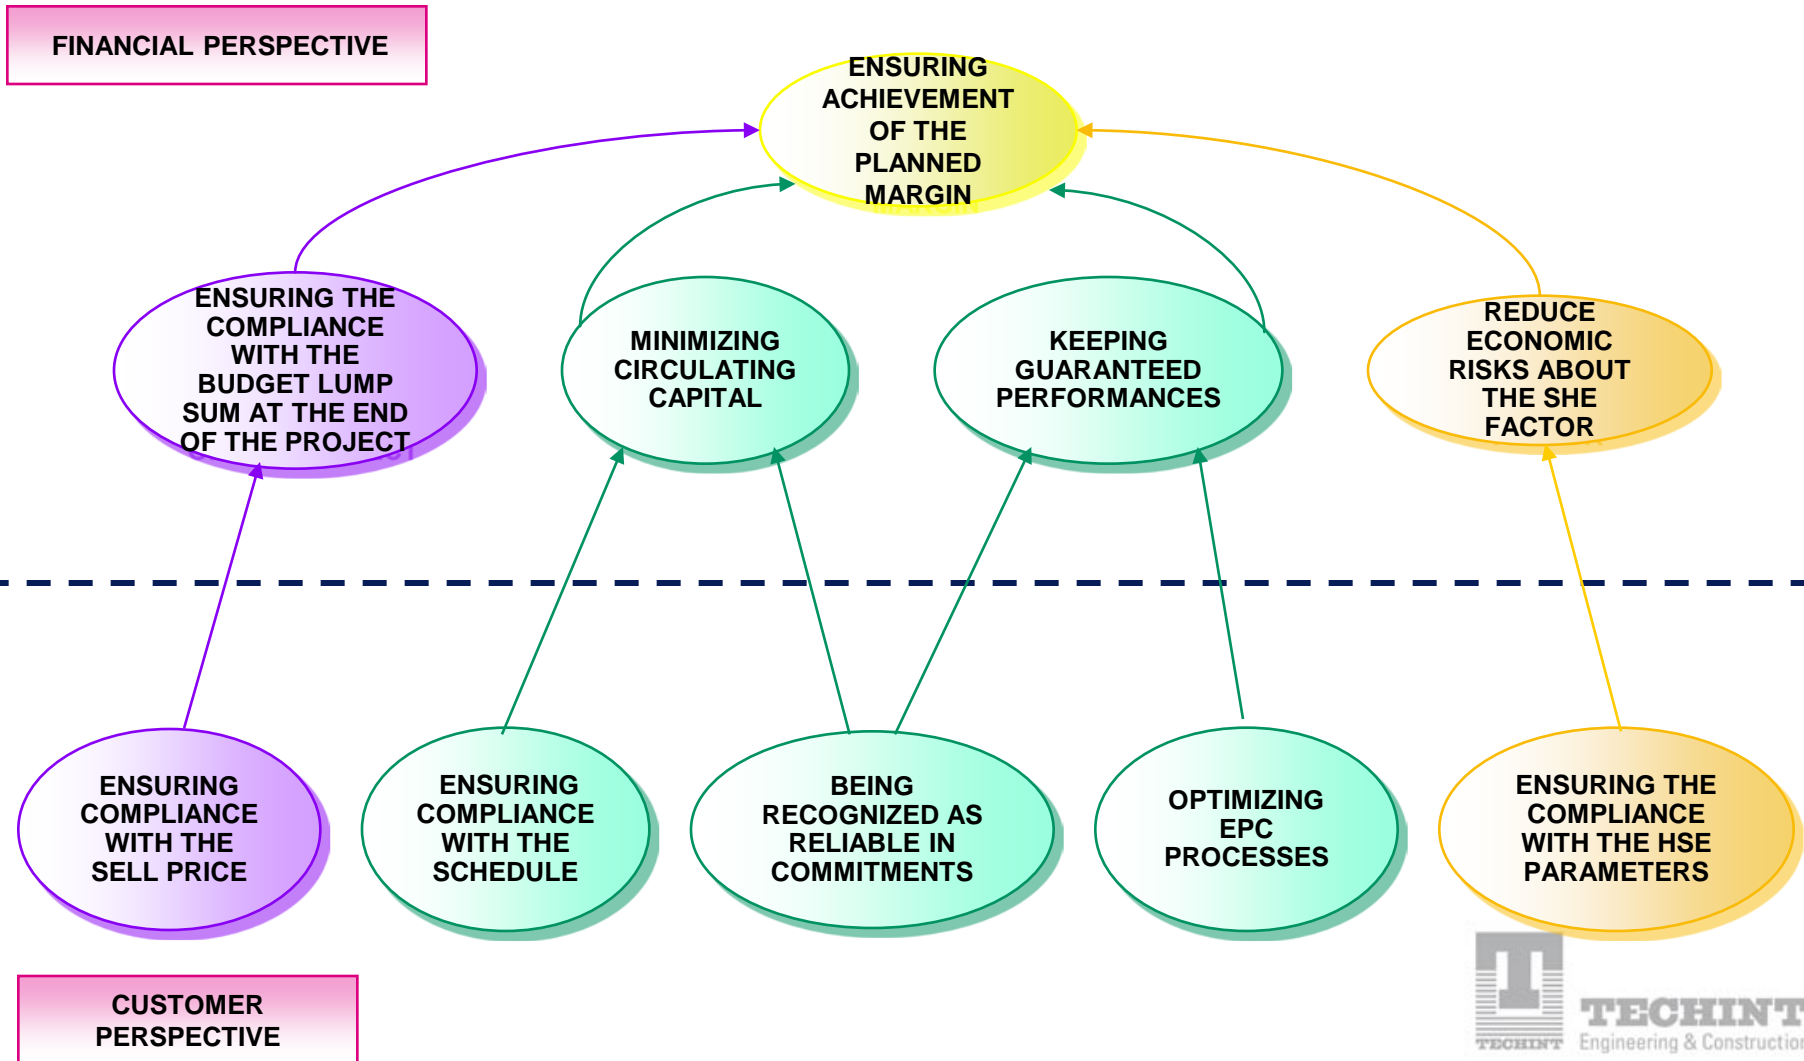 FINANCIAL PERSPECTIVE
ENSURING
ACHIEVEMENT
OF THE
PLANNED
MARGIN
ENSURING THE
COMPLIANCE
WITH THE
BUDGET LUMP
SUM AT THE END
OF THE PROJECT
MINIMIZING
CIRCULATING
CAPITAL
KEEPING
GUARANTEED
PERFORMANCES
REDUCE
ECONOMIC
RISKS ABOUT
THE SHE
FACTOR
ENSURING
COMPLIANCE
WITH THE
SELL PRICE
ENSURING
COMPLIANCE
WITH THE
SCHEDULE
BEING
RECOGNIZED AS
RELIABLE IN
COMMITMENTS
OPTIMIZING
EPC
PROCESSES
ENSURING THE
COMPLIANCE
WITH THE HSE
PARAMETERS
CUSTOMER
PERSPECTIVE
TECHINT
TECHINT
Engineering & Construction